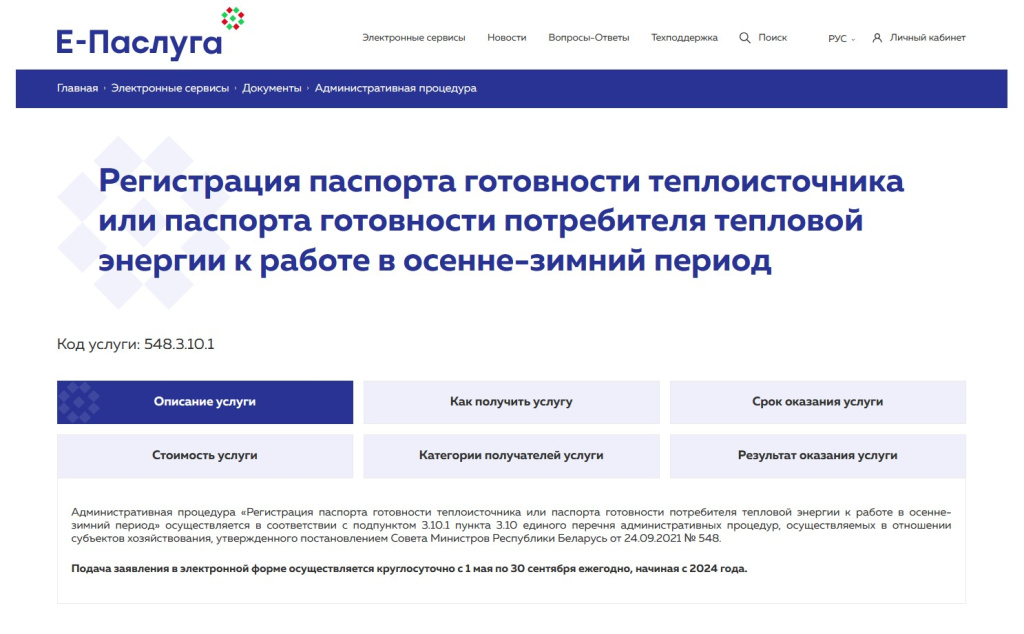 Е-Паслуга
Электронные сервисы Новости Вопросы-Ответы Техподдержка Поиск РУС Личный кабинет
Главная › Электронные сервисы › Документы › Административная процедура
Регистрация паспорта готовности теплоисточника
или паспорта готовности потребителя тепловой
энергии к работе в осенне-зимний период
Код услуги: 548.3.10.1
Описание услуги Как получить услугу Срок оказания услуги
Стоимость услуги Категории получателей услуги Результат оказания услуги
Административная процедура «Регистрация паспорта готовности теплоисточника или паспорта готовности потребителя тепловой энергии к работе в осенне-
зимний период» осуществляется в соответствии с подпунктом 3.10.1 пункта 3.10 единого перечня административных процедур, осуществляемых в отношении
субъектов хозяйствования, утвержденного постановлением Совета Министров Республики Беларусь от 24.09.2021 № 548.
Подача заявления в электронной форме осуществляется круглосуточно с 1 мая по 30 сентября ежегодно, начиная с 2024 года.